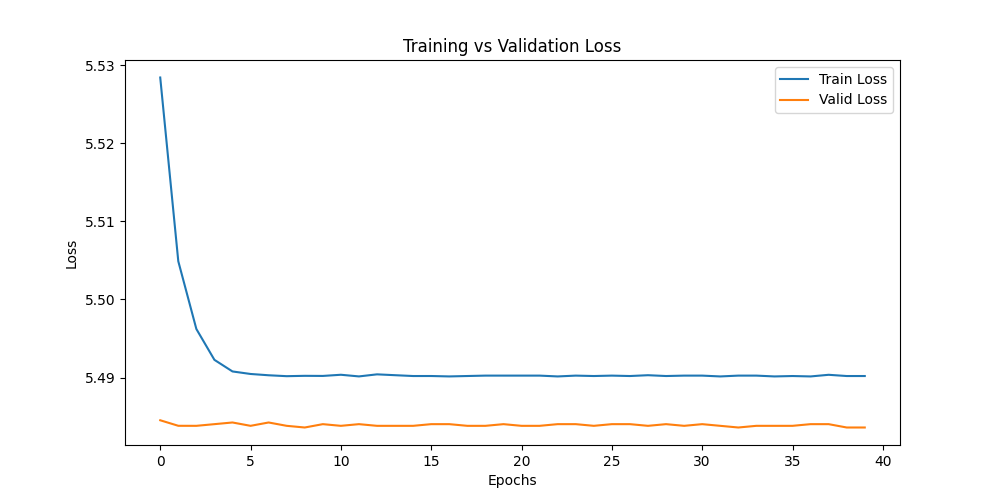 Training vs Validation Loss
5.53
5.52
5.51
5.50
5.49
Loss
Train Loss
Valid Loss
0 5 10 15 20 25 30 35 40
Epochs